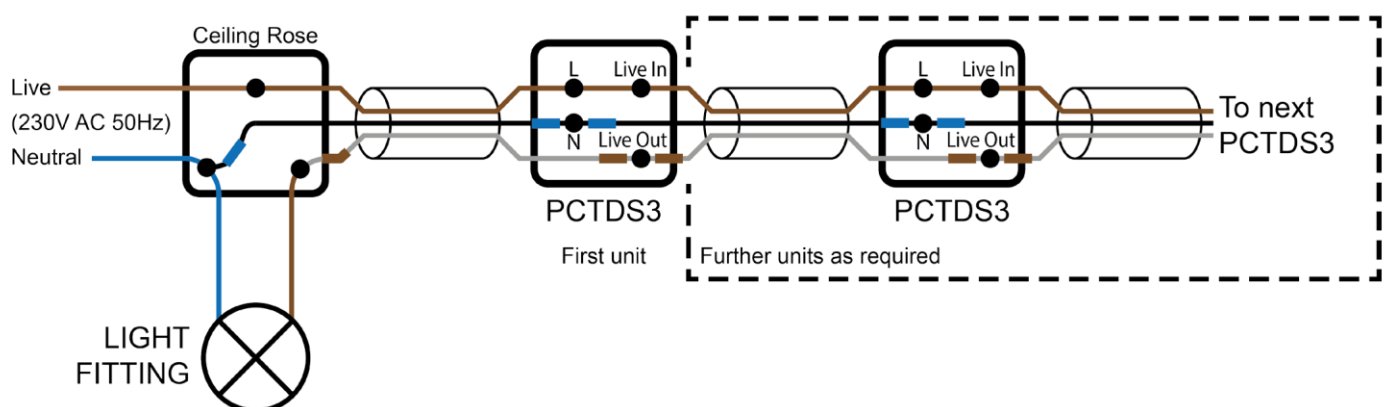 Ceiling Rose
Live
(230V AC 50Hz)
Neutral
L Live In
N Live Out
PCTDS3
First unit
L Live In
N Live Out
PCTDS3
Further units as required
To next
PCTDS3
LIGHT
FITTING